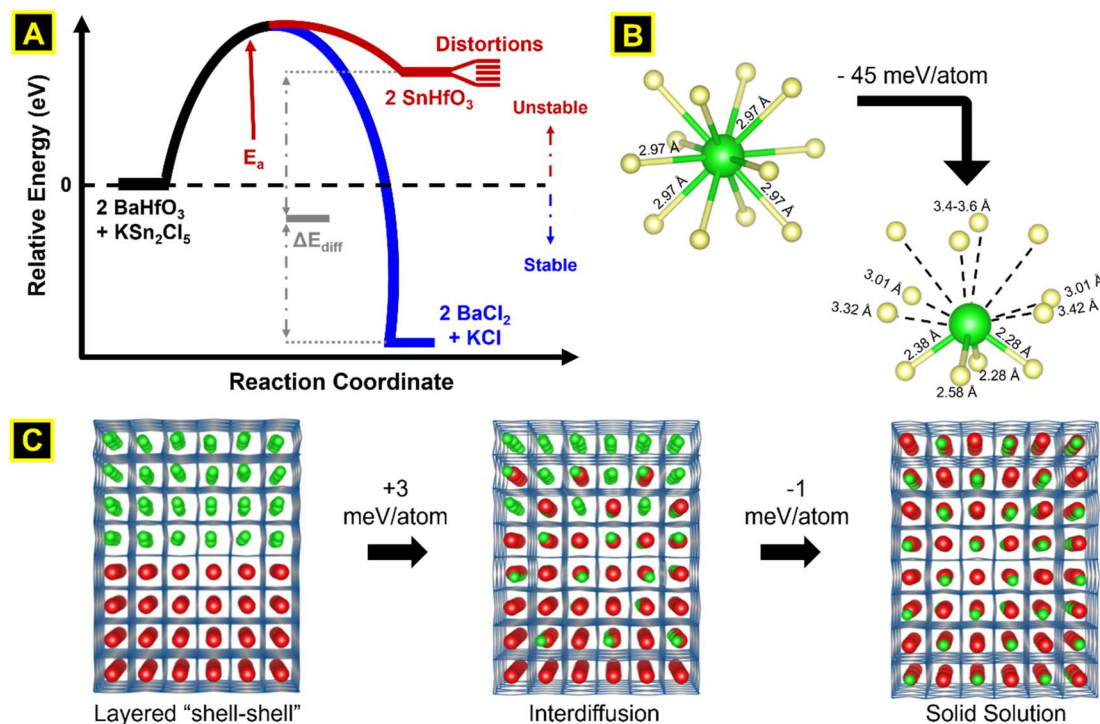 A
Relative Energy (eV)
0
2 BaHfO₃
+ KSn₂Cl₅
Eₐ
ΔE_diff
Distortions
2 SnHfO₃
Unstable
Stable
2 BaCl₂
+ KCl
Reaction Coordinate
B
- 45 meV/atom
2.97 Å
2.97 Å
2.97 Å
2.97 Å
3.4-3.6 Å
3.01 Å
3.01 Å
3.32 Å
3.42 Å
2.38 Å
2.28 Å
2.28 Å
2.58 Å
C
+3
meV/atom
-1
meV/atom
Layered "shell-shell"
Interdiffusion
Solid Solution